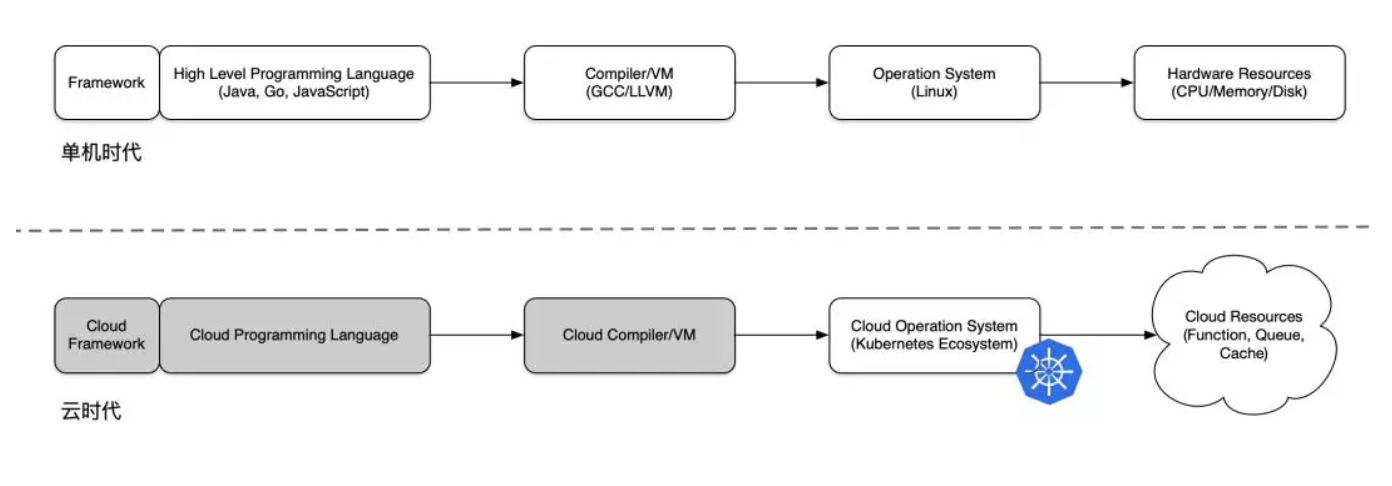 Framework
High Level Programming Language
(Java, Go, JavaScript)
Compiler/VM
(GCC/LLVM)
Operation System
(Linux)
Hardware Resources
(CPU/Memory/Disk)
单机时代
Cloud
Framework
Cloud Programming Language
Cloud Compiler/VM
Cloud Operation System
(Kubernetes Ecosystem)
Cloud Resources
(Function, Queue,
Cache)
云时代